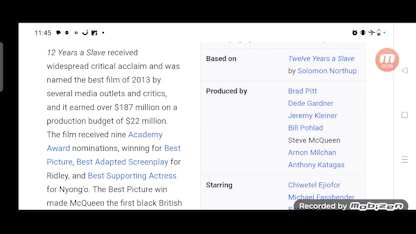 11:45
12 Years a Slave received
widespread critical acclaim and was
named the best film of 2013 by
several media outlets and critics,
and it earned over $187 million on a
production budget of $22 million.
The film received nine Academy
Award nominations, winning for Best
Picture, Best Adapted Screenplay for
Ridley, and Best Supporting Actress
for Nyong'o. The Best Picture win
made McQueen the first black British
Based on
Twelve Years a Slave
by Solomon Northup
Produced by
Brad Pitt
Dede Gardner
Jeremy Kleiner
Bill Pohlad
Steve McQueen
Arnon Milchan
Anthony Katagas
Starring
Chiwetel Ejiofor
Michael Fassbender
Recorded by MOBIZEN